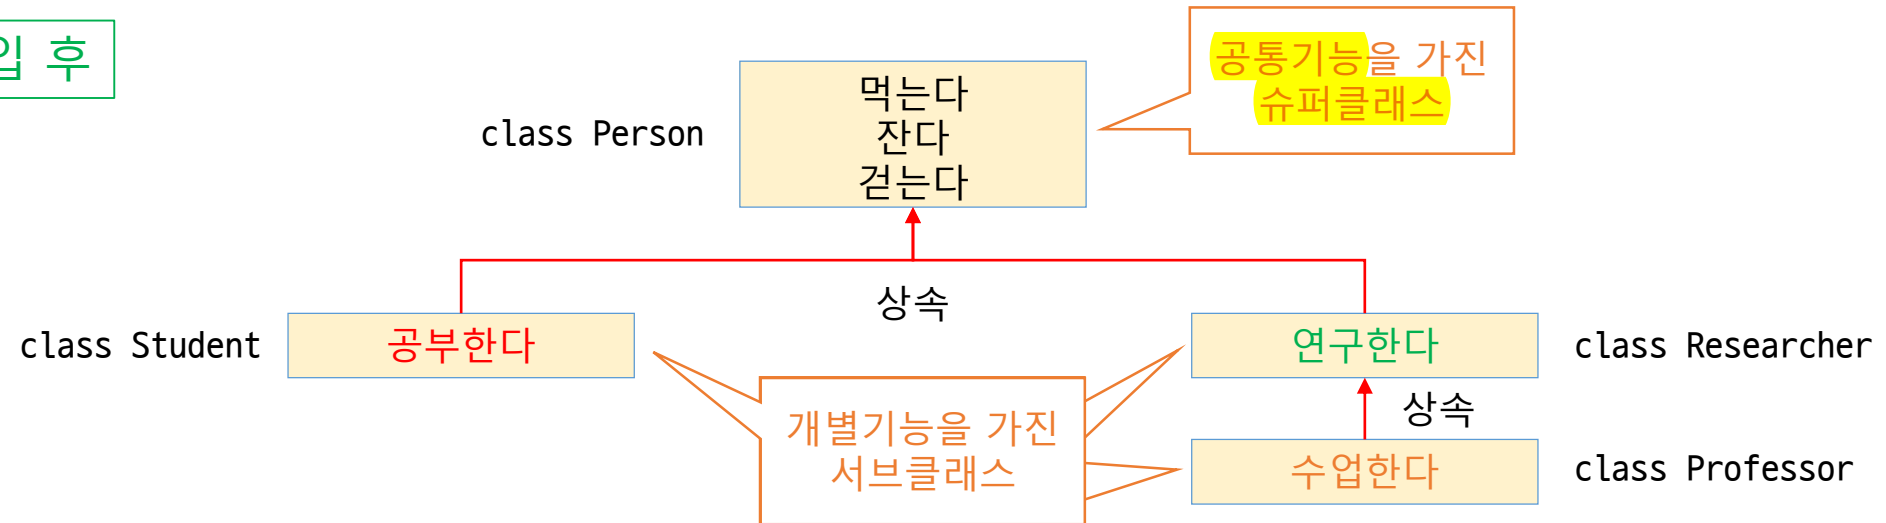 입 후
공통기능을 가진
슈퍼클래스
class Person
먹는다
잔다
걷는다
상속
class Student
공부한다
연구한다
class Researcher
상속
개별기능을 가진
서브클래스
수업한다
class Professor